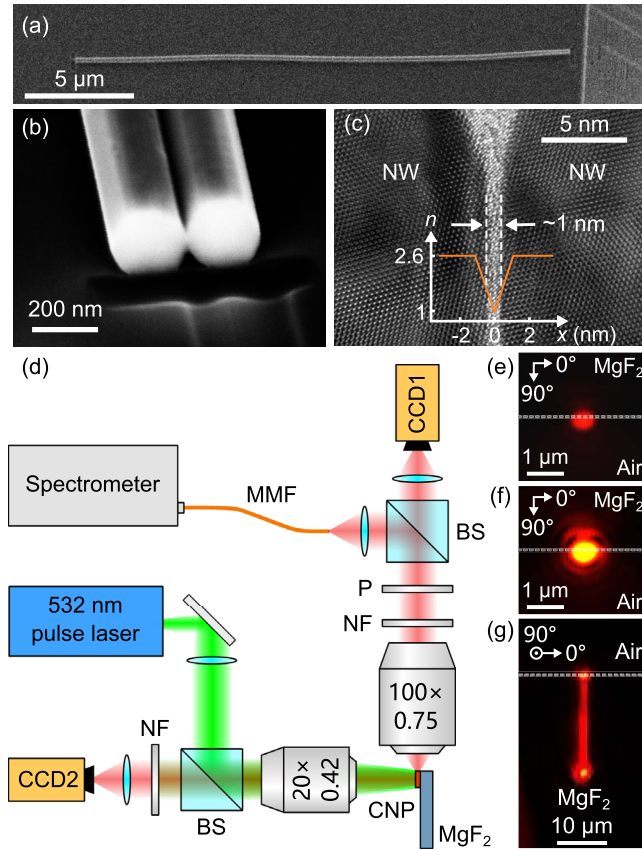 (a)
5 μm
(b)
200 nm
(c)
5 nm
NW
NW
n
~1 nm
2.6
1
-2
0
2
x (nm)
(d)
CCD1
Spectrometer
MMF
BS
532 nm
pulse laser
P
NF
100×
0.75
NF
CCD2
BS
20×
0.42
CNP
MgF₂
(e)
0°
MgF₂
90°
1 μm
Air
(f)
0°
MgF₂
90°
1 μm
Air
(g)
90°
Air
0°
MgF₂
10 μm